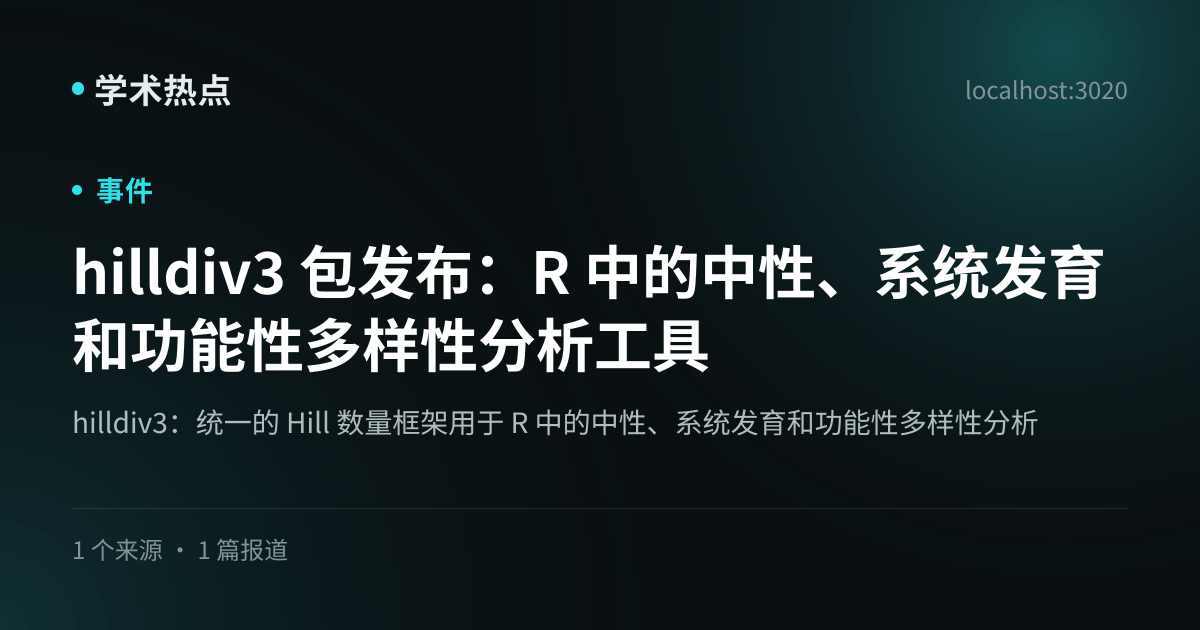 学术热点
localhost:3020
事件
hilldiv3 包发布：R 中的中性、系统发育
和功能性多样性分析工具
hilldiv3：统一的 Hill 数量框架用于 R 中的中性、系统发育和功能性多样性分析
1 个来源 · 1 篇报道